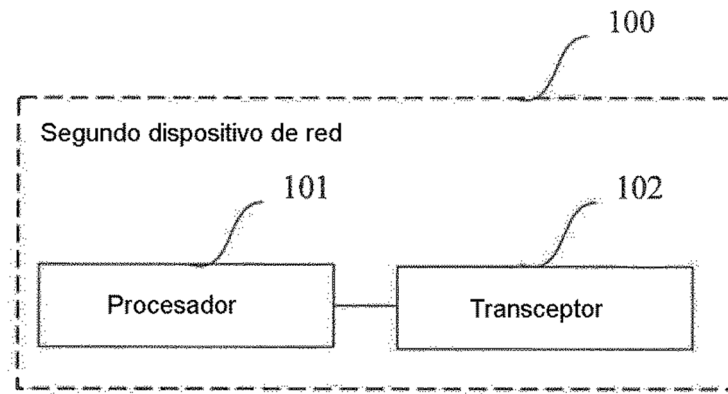 100
Segundo dispositivo de red
101
102
Procesador
Transceptor